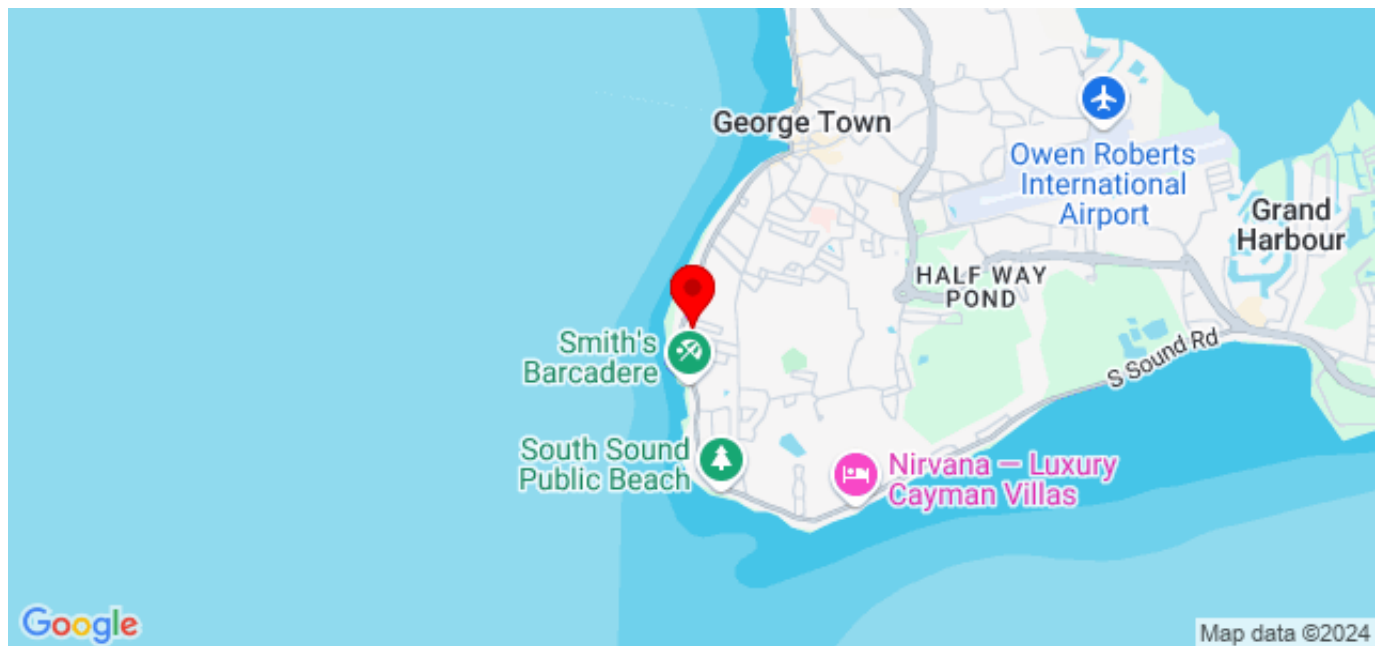 George Town
Owen Roberts
International
Airport
Grand
Harbour
HALF WAY
POND
Smith's
Barcadere
S Sound Rd
South Sound
Public Beach
Nirvana — Luxury
Cayman Villas
Google
Map data ©2024